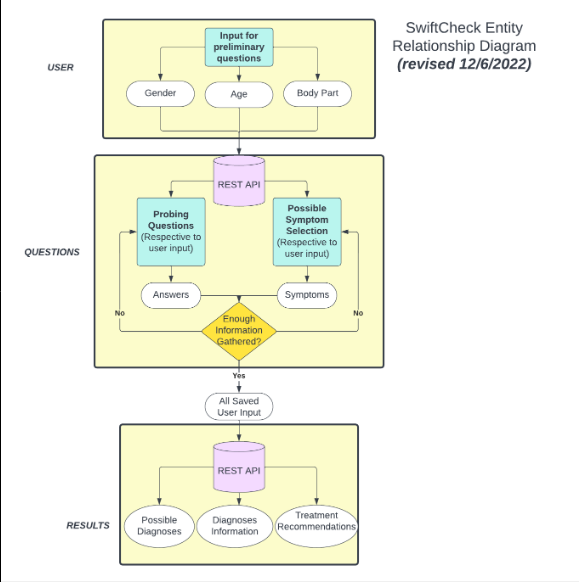 SwiftCheck Entity
Relationship Diagram
(revised 12/6/2022)
USER
Input for
preliminary
questions
Gender
Age
Body Part
QUESTIONS
REST API
Probing
Questions
(Respective to
user input)
Possible
Symptom
Selection
(Respective to
user input)
Answers
Symptoms
No
Enough
Information
Gathered?
No
Yes
All Saved
User Input
RESULTS
REST API
Possible
Diagnoses
Diagnoses
Information
Treatment
Recommendations